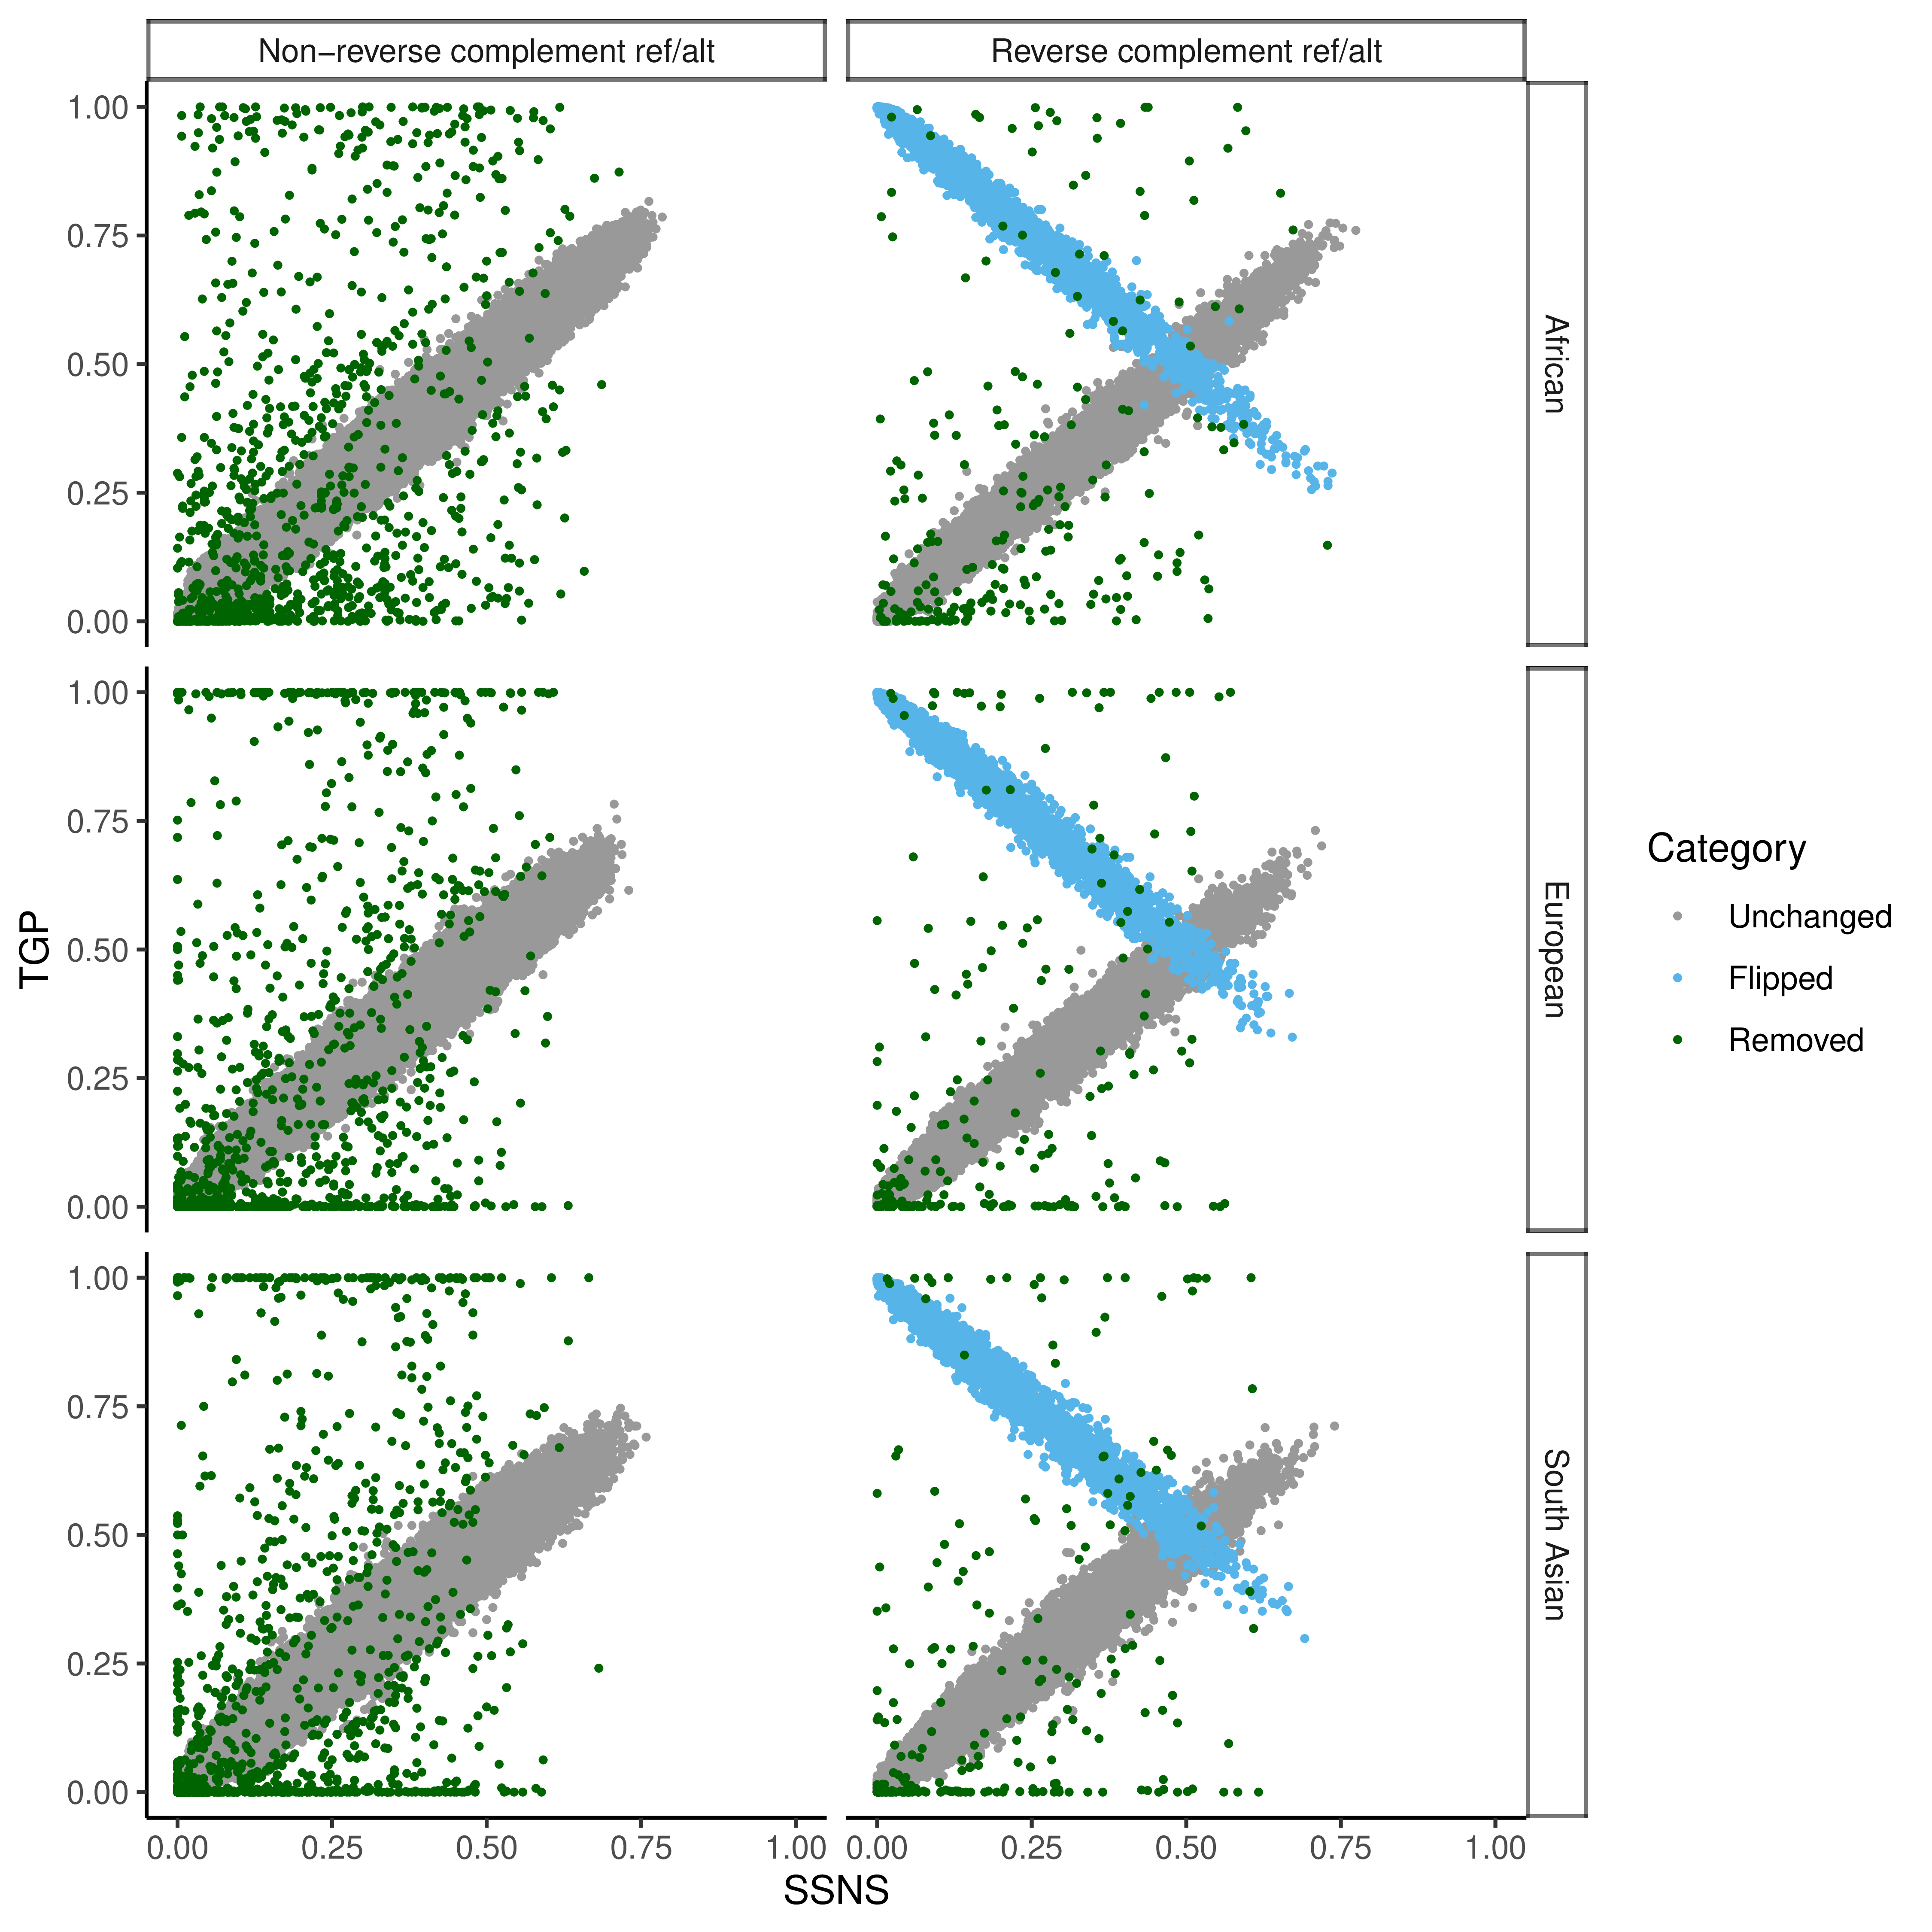 Non−reverse complement ref/alt
Reverse complement ref/alt
1.00
0.75
0.50
0.25
0.00
African
1.00
0.75
0.50
0.25
0.00
European
1.00
0.75
0.50
0.25
0.00
South Asian
TGP
0.00 0.25 0.50 0.75 1.00
0.00 0.25 0.50 0.75 1.00
SSNS
Category
Unchanged
Flipped
Removed